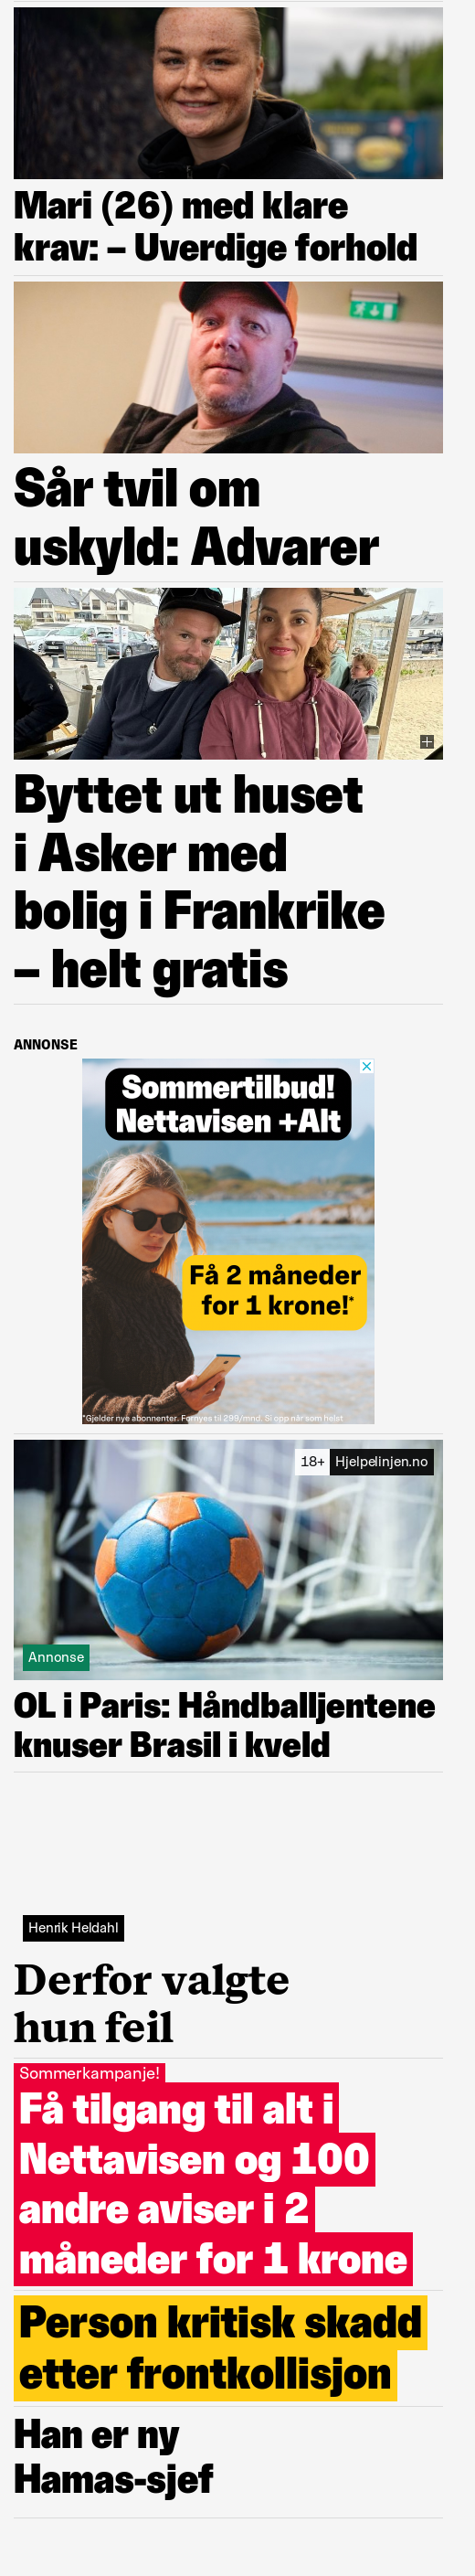 Mari (26) med klare
krav: – Uverdige forhold
Sår tvil om
uskyld: Advarer
Byttet ut huset
i Asker med
bolig i Frankrike
– helt gratis
ANNONSE
Sommertilbud!
Nettavisen +Alt
Få 2 måneder
for 1 krone!*
*Gjelder nye abonnenter. Fornyes til 299/mnd. Si opp når som helst
18+ Hjelpelinjen.no
Annonse
OL i Paris: Håndballjentene
knuser Brasil i kveld
Henrik Heldahl
Derfor valgte
hun feil
Sommerkampanje!
Få tilgang til alt i
Nettavisen og 100
andre aviser i 2
måneder for 1 krone
Person kritisk skadd
etter frontkollisjon
Han er ny
Hamas-sjef